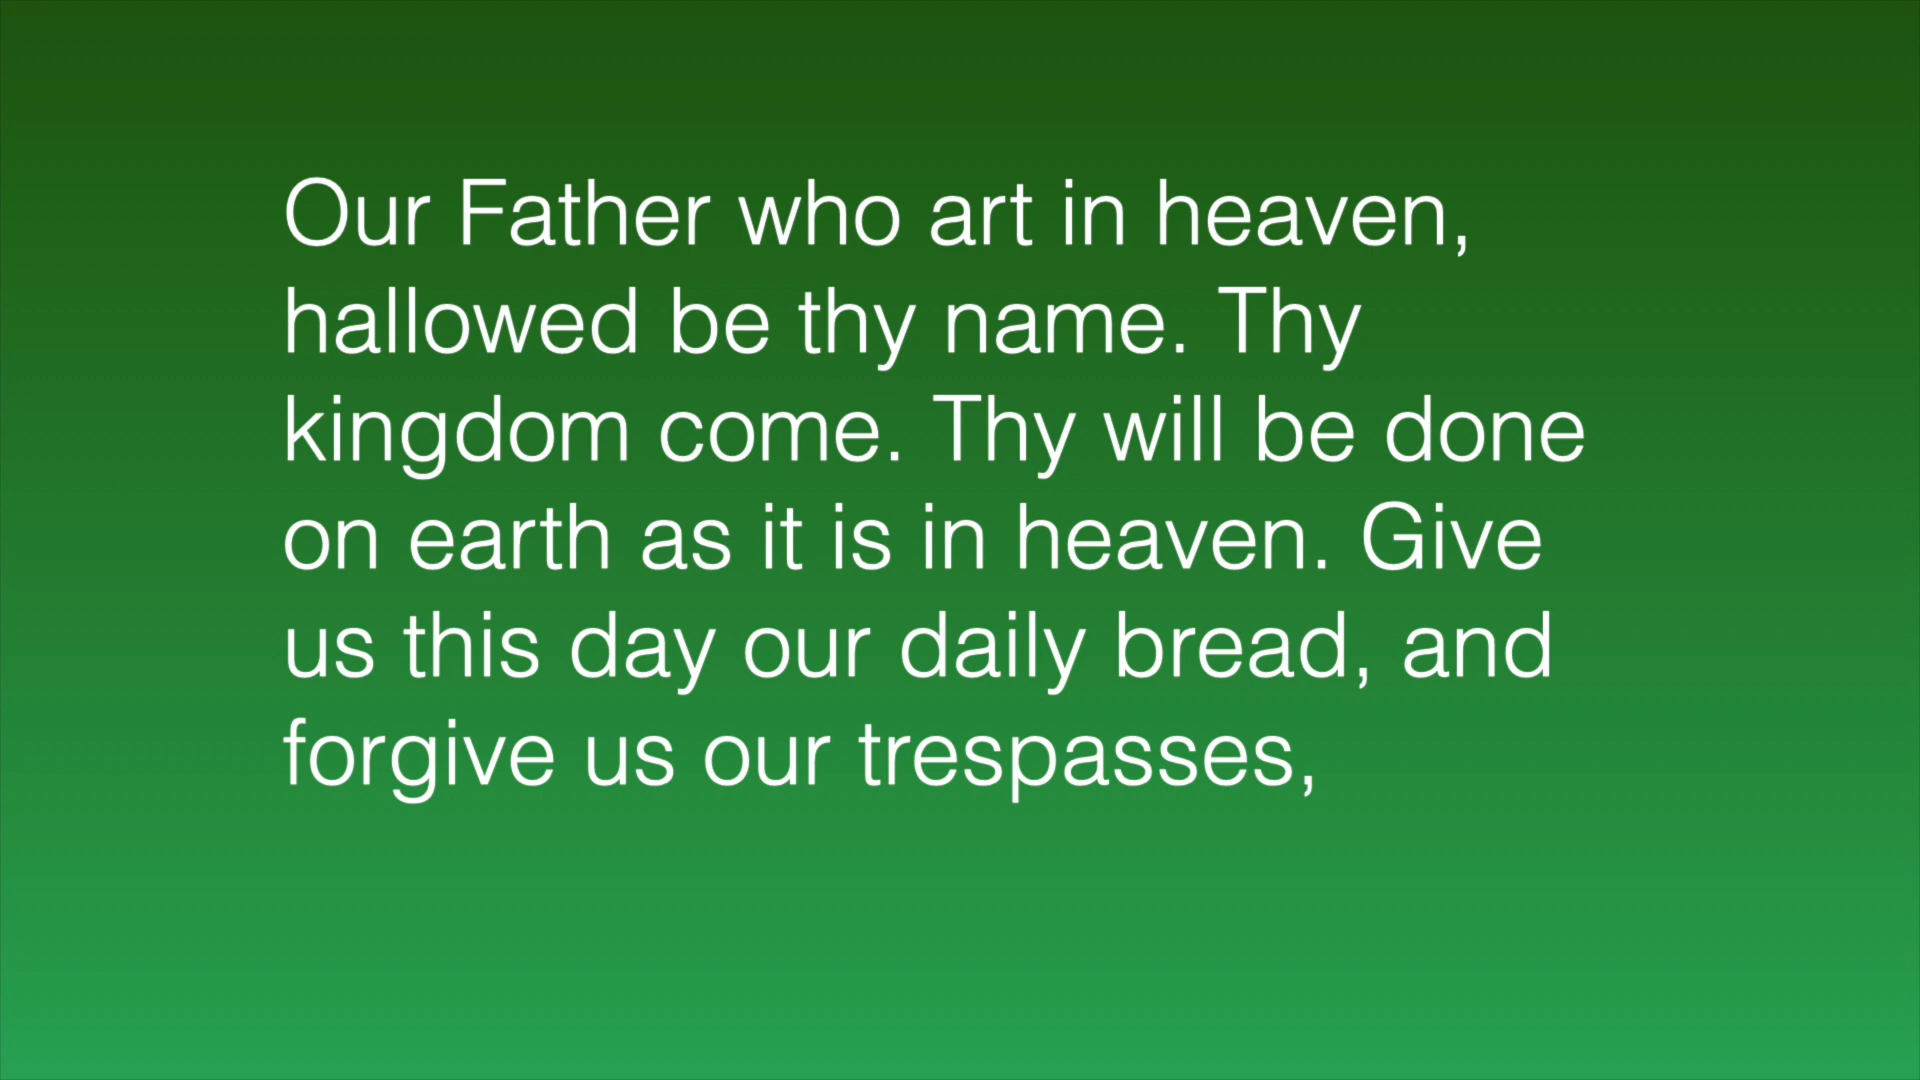 Our Father who art in heaven,
hallowed be thy name. Thy
kingdom come. Thy will be done
on earth as it is in heaven. Give
us this day our daily bread, and
forgive us our trespasses,